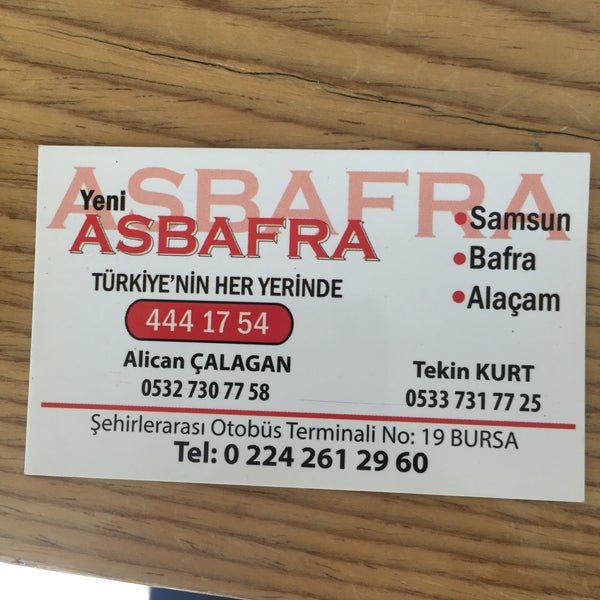 ASBAFRA
Yeni
ASBAFRA
TÜRKİYE'NİN HER YERİNDE
444 17 54
Alican ÇALAGAN
0532 730 77 58
•Samsun
•Bafra
•Alaçam
Tekin KURT
0533 731 77 25
Şehirlerarası Otobüs Terminali No: 19 BURSA
Tel: 0 224 261 29 60